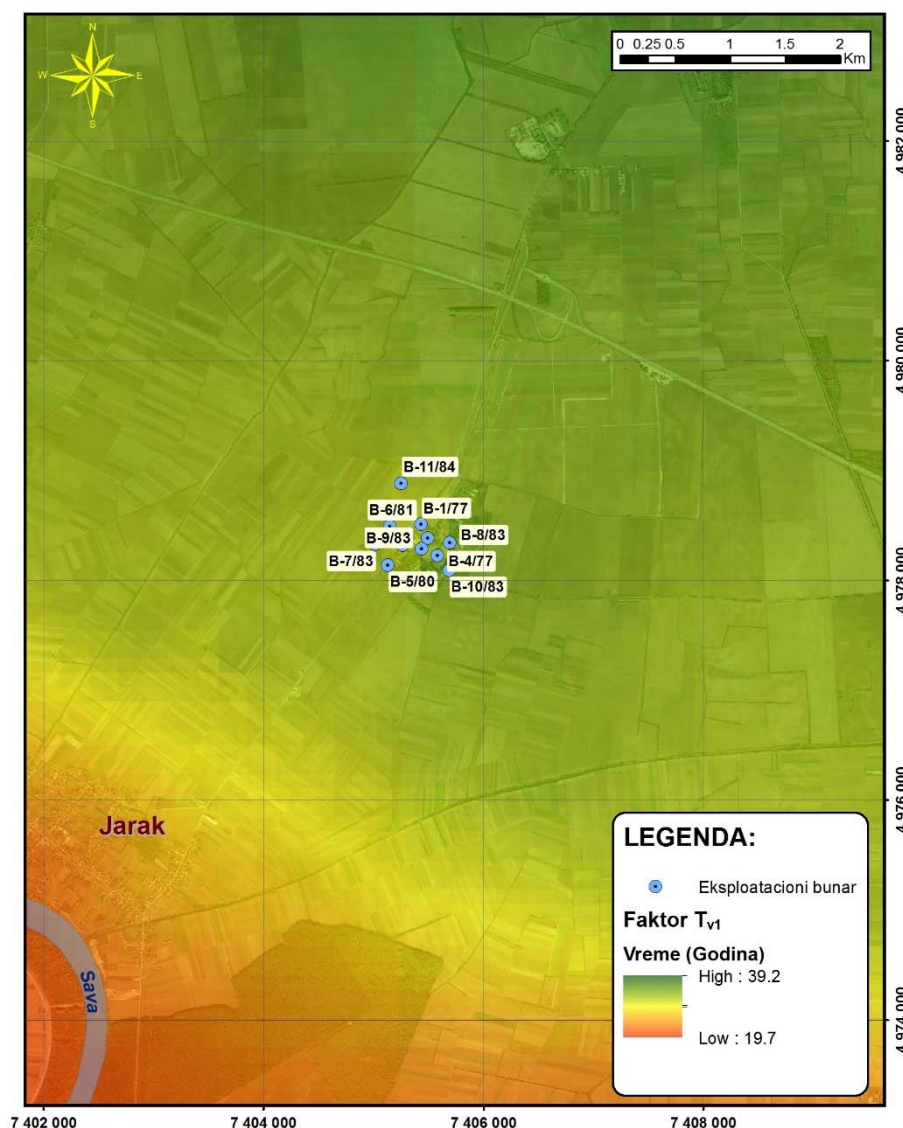 N
W E
S
0 0.25 0.5 1 1.5 2
Km
4 982 000
4 980 000
B-11/84
B-6/81
B-1/77
B-9/83
B-8/83
B-7/83
B-4/77
B-5/80
B-10/83
4 978 000
4 976 000
Jarak
Sava
LEGENDA:
Eksploatacioni bunar
Faktor Tv1
Vreme (Godina)
High : 39.2
Low : 19.7
4 974 000
7 402 000 7 404 000 7 406 000 7 408 000